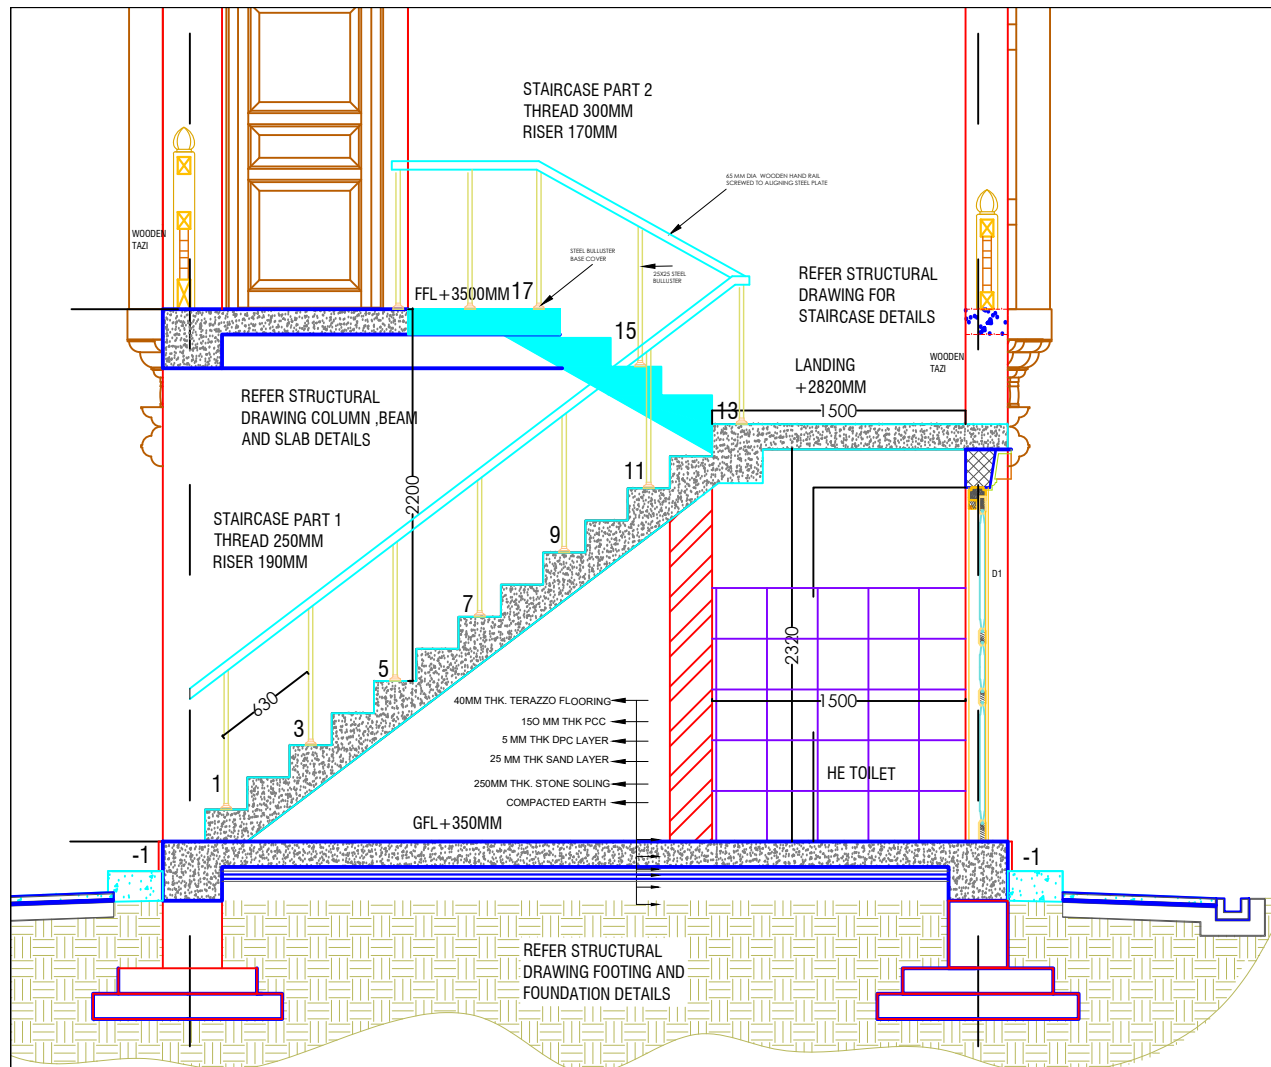 STAIRCASE PART 2
THREAD 300MM
RISER 170MM
65 MM DIA  WOODEN HAND RAIL
SCREWED TO ALIGNING STEEL PLATE
WOODEN
TAZI
STEEL BULLUSTER
BASE COVER
25X25 STEEL
BULLUSTER
REFER STRUCTURAL
DRAWING FOR
STAIRCASE DETAILS
FFL+3500MM
17
15
WOODEN
TAZI
LANDING
+2820MM
REFER STRUCTURAL
DRAWING COLUMN ,BEAM
AND SLAB DETAILS
13
1500
11
2200
STAIRCASE PART 1
THREAD 250MM
RISER 190MM
9
D1
7
2320
5
630
3
1
40MM THK. TERAZZO FLOORING
150 MM THK PCC
5 MM THK DPC LAYER
25 MM THK SAND LAYER
250MM THK. STONE SOLING
COMPACTED EARTH
1500
HE TOILET
GFL+350MM
-1
-1
REFER STRUCTURAL
DRAWING FOOTING AND
FOUNDATION DETAILS